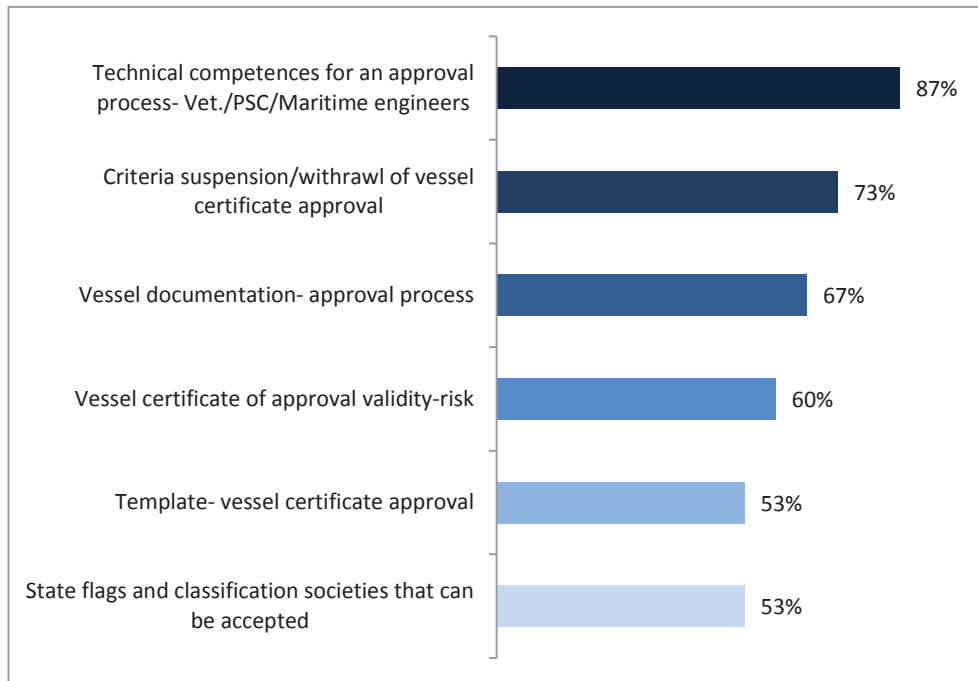 Technical competences for an approval
process- Vet./PSC/Maritime engineers
87%
Criteria suspension/withrawl of vessel
certificate approval
73%
Vessel documentation- approval process
67%
Vessel certificate of approval validity-risk
60%
Template- vessel certificate approval
53%
State flags and classification societies that can
be accepted
53%